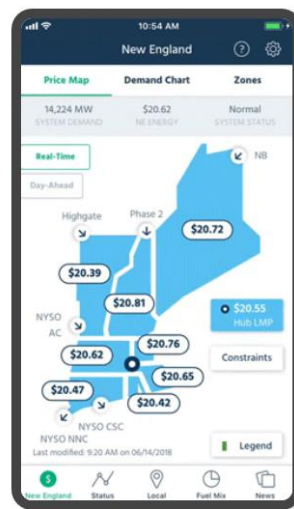 10:54 AM
New England
?
Price Map Demand Chart Zones
14,224 MW $20.62 Normal
SYSTEM DEMAND NE ENERGY SYSTEM STATUS
Real-Time
NB
Day-Ahead
Highgate Phase 2
$20.72
$20.39
$20.81
$20.55
Hub LMP
NYSO
AC
$20.76
$20.62
Constraints
$20.65
$20.47
$20.42
NYSO CSC
NYSO NNC
Legend
Last modified: 9:20 AM on 06/14/2018
$
New England Status Local Fuel Mix News